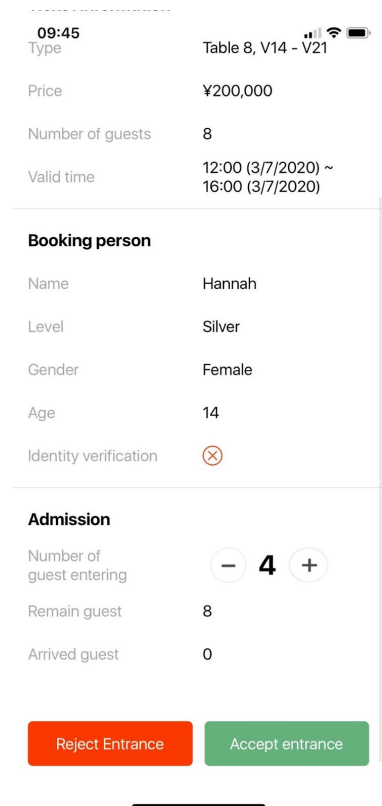 09:45
Type Table 8, V14 - V21
Price ¥200,000
Number of guests 8
Valid time 12:00 (3/7/2020) ~
16:00 (3/7/2020)
Booking person
Name Hannah
Level Silver
Gender Female
Age 14
Identity verification
Admission
Number of
guest entering − 4 +
Remain guest 8
Arrived guest 0
Reject Entrance Accept entrance